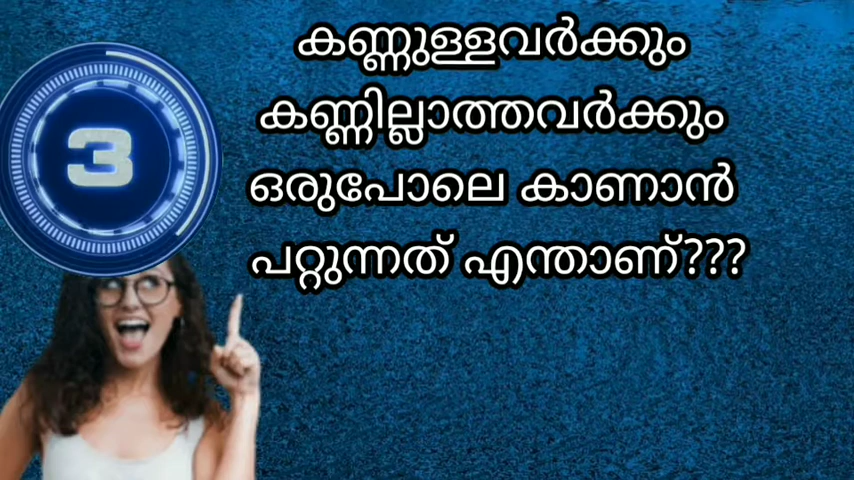 3
കണ്ണുള്ളവർക്കും
കണ്ണില്ലാത്തവർക്കും
ഒരുപോലെ കാണാൻ
പറ്റുന്നത് എന്താണ്???